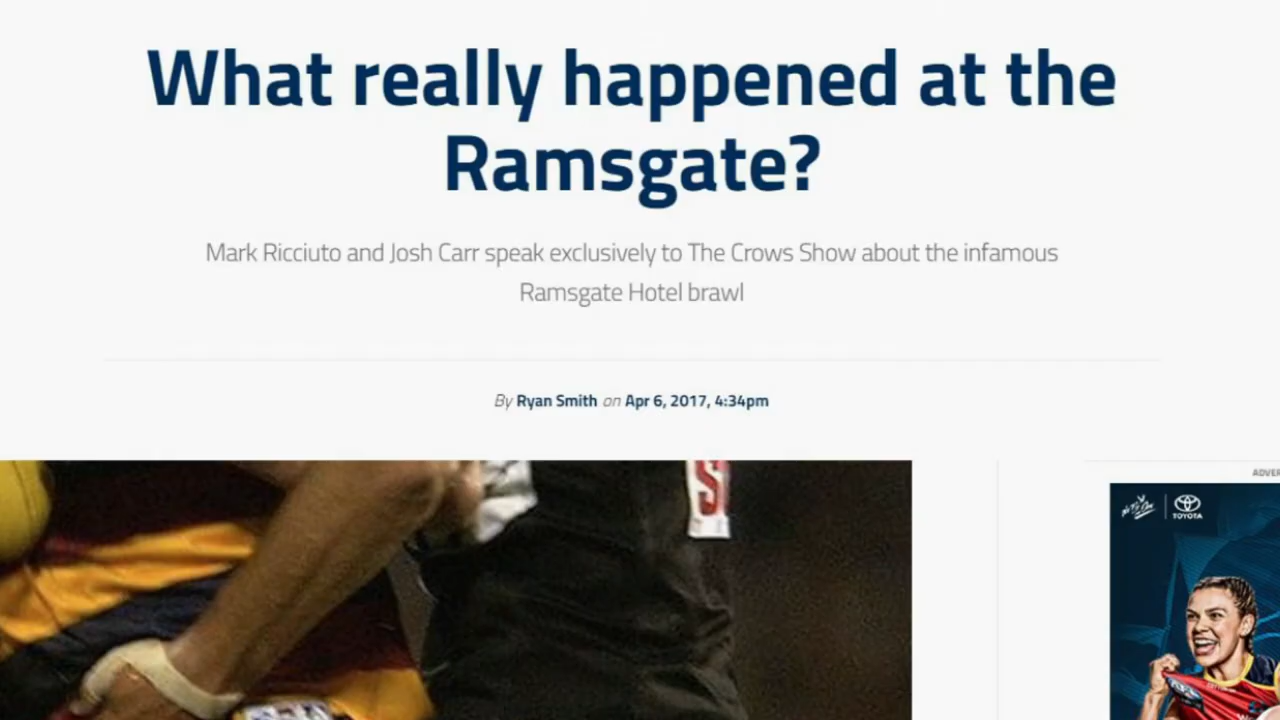 What really happened at the
Ramsgate?
Mark Ricciuto and Josh Carr speak exclusively to The Crows Show about the infamous
Ramsgate Hotel brawl
By Ryan Smith on Apr 6, 2017, 4:34pm
ADVER
TOYOTA